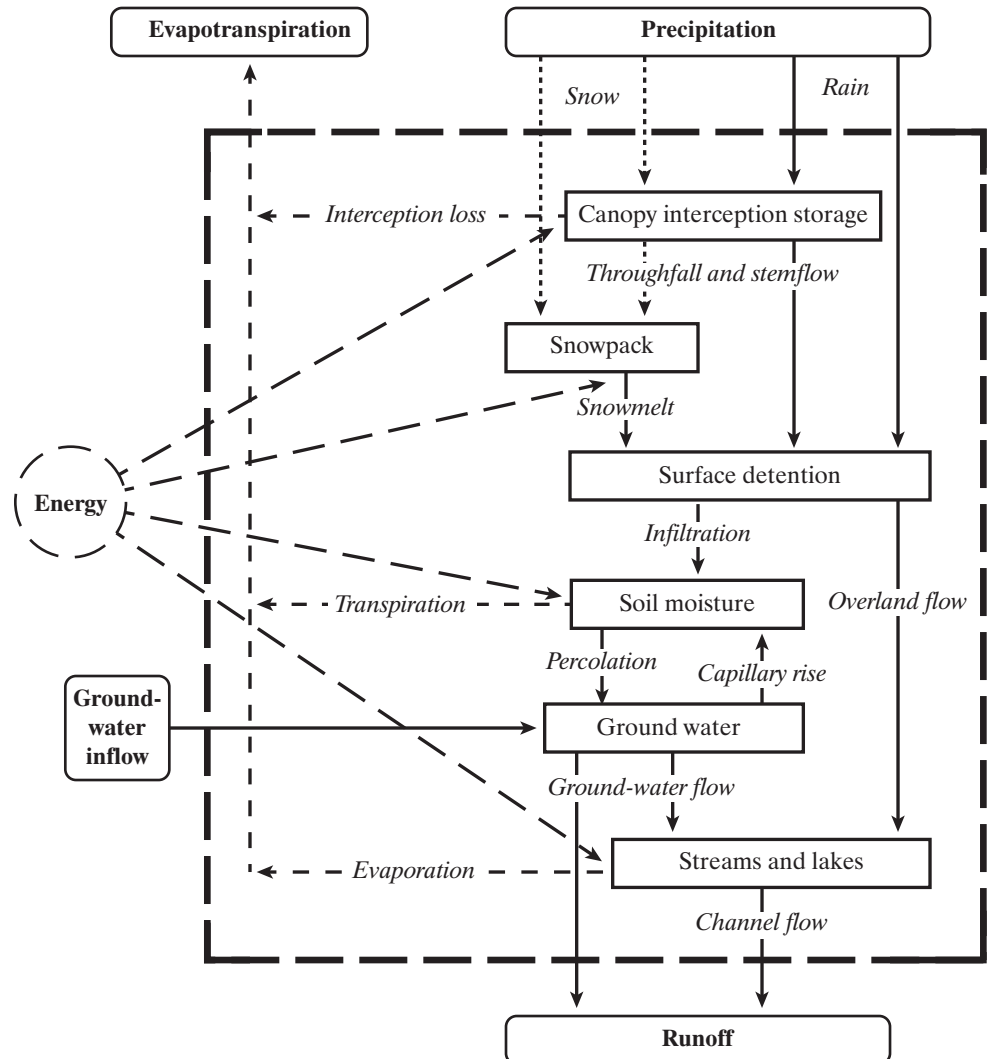 Evapotranspiration
Precipitation
Snow
Rain
Interception loss
Canopy interception storage
Throughfall and stemflow
Snowpack
Snowmelt
Surface detention
Energy
Infiltration
Transpiration
Soil moisture
Overland flow
Percolation
Capillary rise
Ground-
water
inflow
Ground water
Ground-water flow
Evaporation
Streams and lakes
Channel flow
Runoff